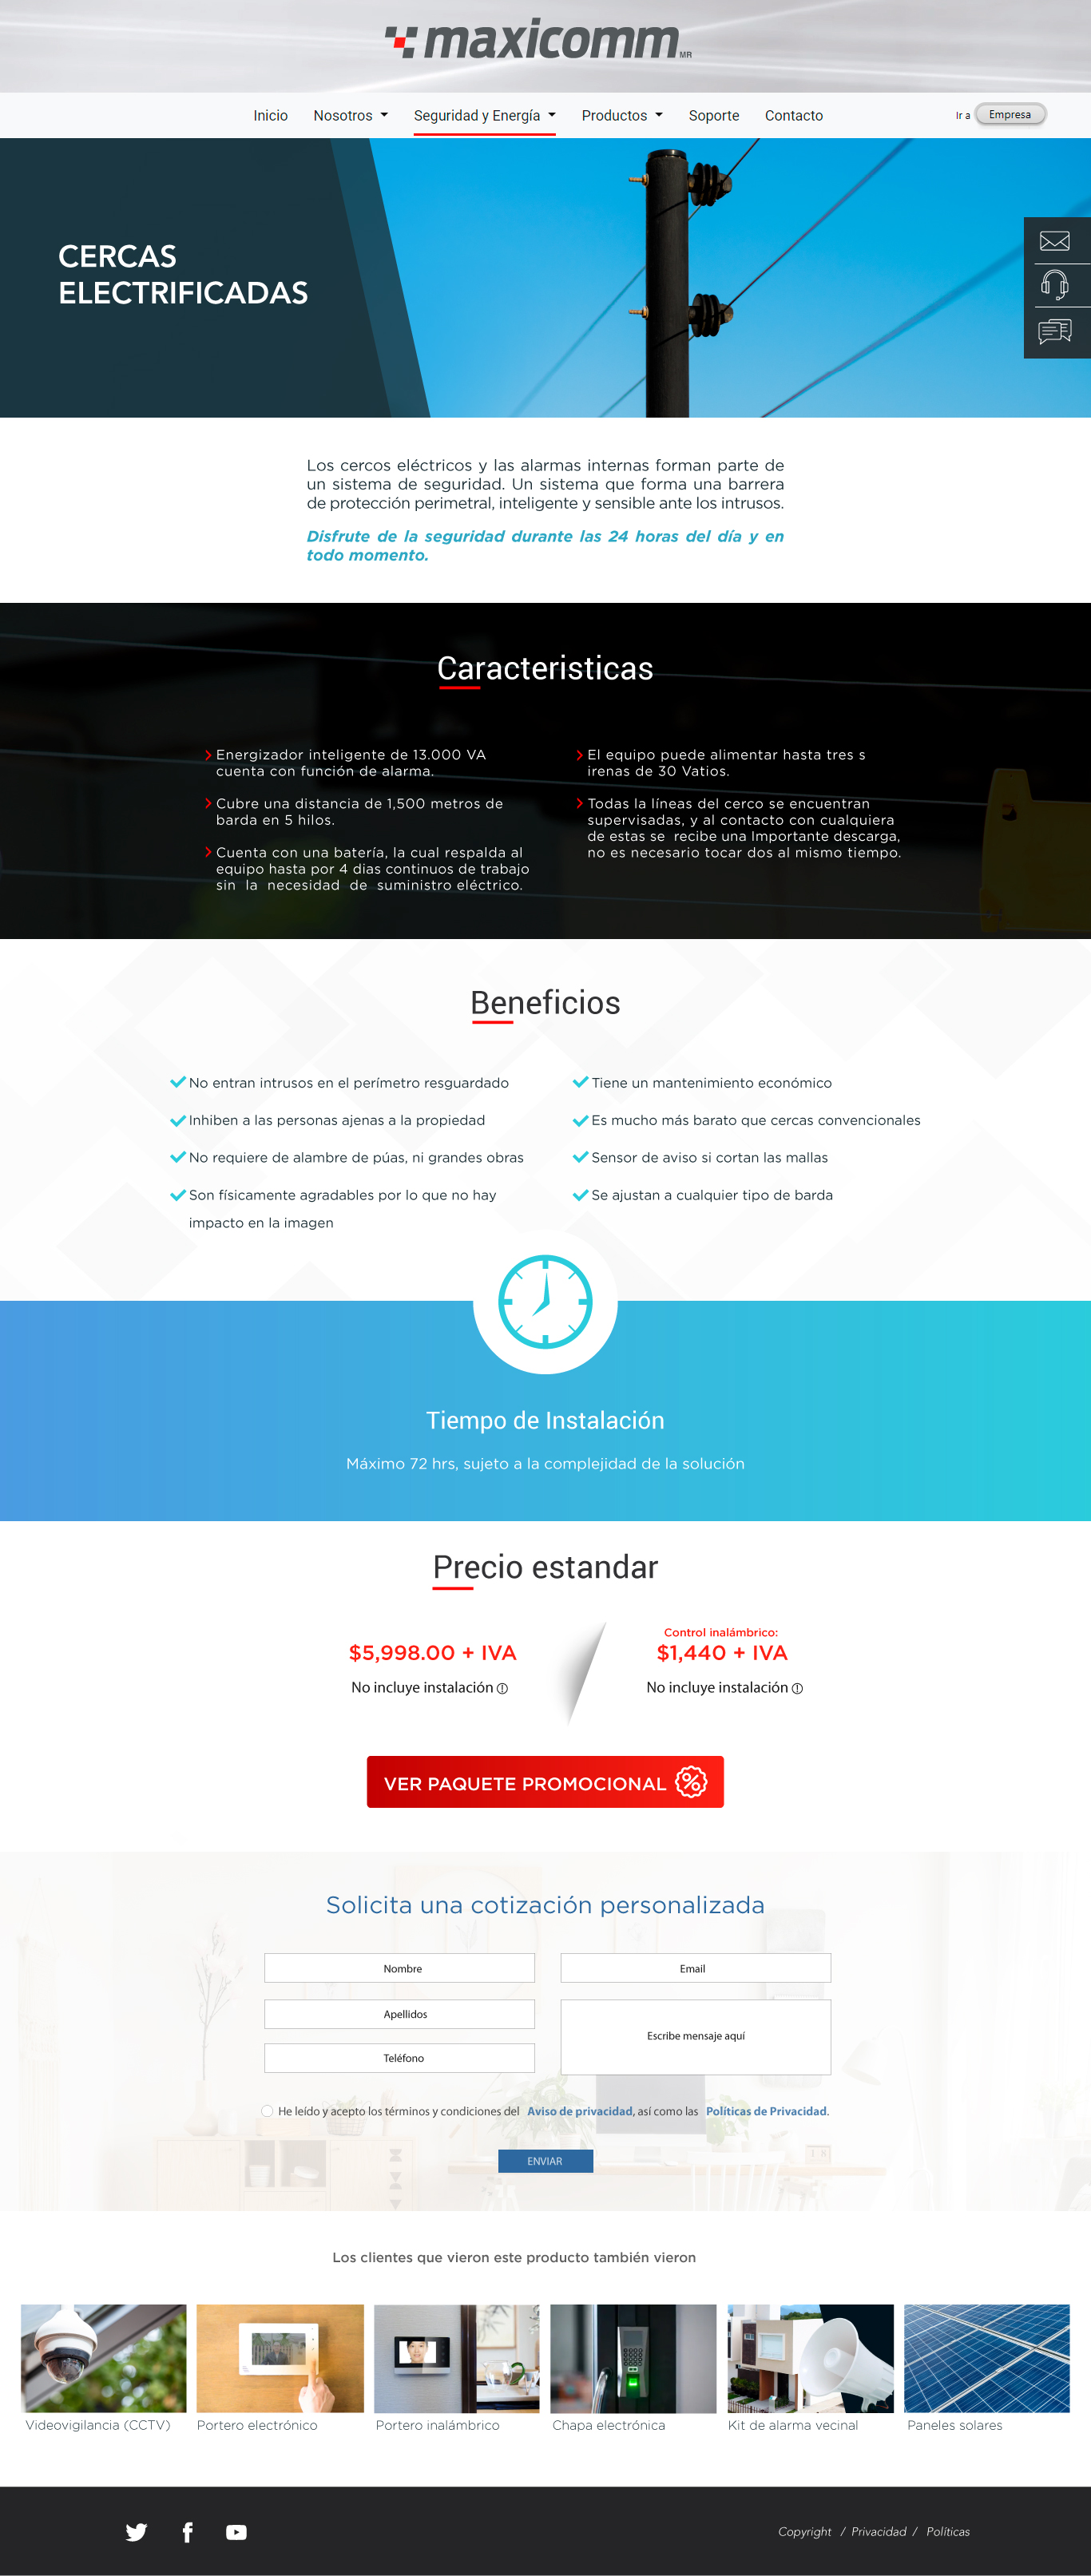 maxicomm MR
Inicio Nosotros Seguridad y Energía Productos Soporte Contacto Ir a Empresa
CERCAS
ELECTRIFICADAS
Los cercos eléctricos y las alarmas internas forman parte de
un sistema de seguridad. Un sistema que forma una barrera
de protección perimetral, inteligente y sensible ante los intrusos.
Disfrute de la seguridad durante las 24 horas del día y en
todo momento.
Caracteristicas
Energizador inteligente de 13.000 VA
cuenta con función de alarma.
Cubre una distancia de 1,500 metros de
barda en 5 hilos.
Cuenta con una batería, la cual respalda al
equipo hasta por 4 dias continuos de trabajo
sin la necesidad de suministro eléctrico.
El equipo puede alimentar hasta tres s
irenas de 30 Vatios.
Todas la líneas del cerco se encuentran
supervisadas, y al contacto con cualquiera
de estas se recibe una Importante descarga,
no es necesario tocar dos al mismo tiempo.
Beneficios
No entran intrusos en el perímetro resguardado
Inhiben a las personas ajenas a la propiedad
No requiere de alambre de púas, ni grandes obras
Son físicamente agradables por lo que no hay
impacto en la imagen
Tiene un mantenimiento económico
Es mucho más barato que cercas convencionales
Sensor de aviso si cortan las mallas
Se ajustan a cualquier tipo de barda
Tiempo de Instalación
Máximo 72 hrs, sujeto a la complejidad de la solución
Precio estandar
$5,998.00 + IVA
No incluye instalación
Control inalámbrico:
$1,440 + IVA
No incluye instalación
VER PAQUETE PROMOCIONAL %
Solicita una cotización personalizada
Nombre
Apellidos
Teléfono
Email
Escribe mensaje aquí
He leído y acepto los términos y condiciones del Aviso de privacidad, así como las Políticas de Privacidad.
ENVIAR
Los clientes que vieron este producto también vieron
Videovigilancia (CCTV) Portero electrónico Portero inalámbrico Chapa electrónica Kit de alarma vecinal Paneles solares
Copyright / Privacidad / Políticas